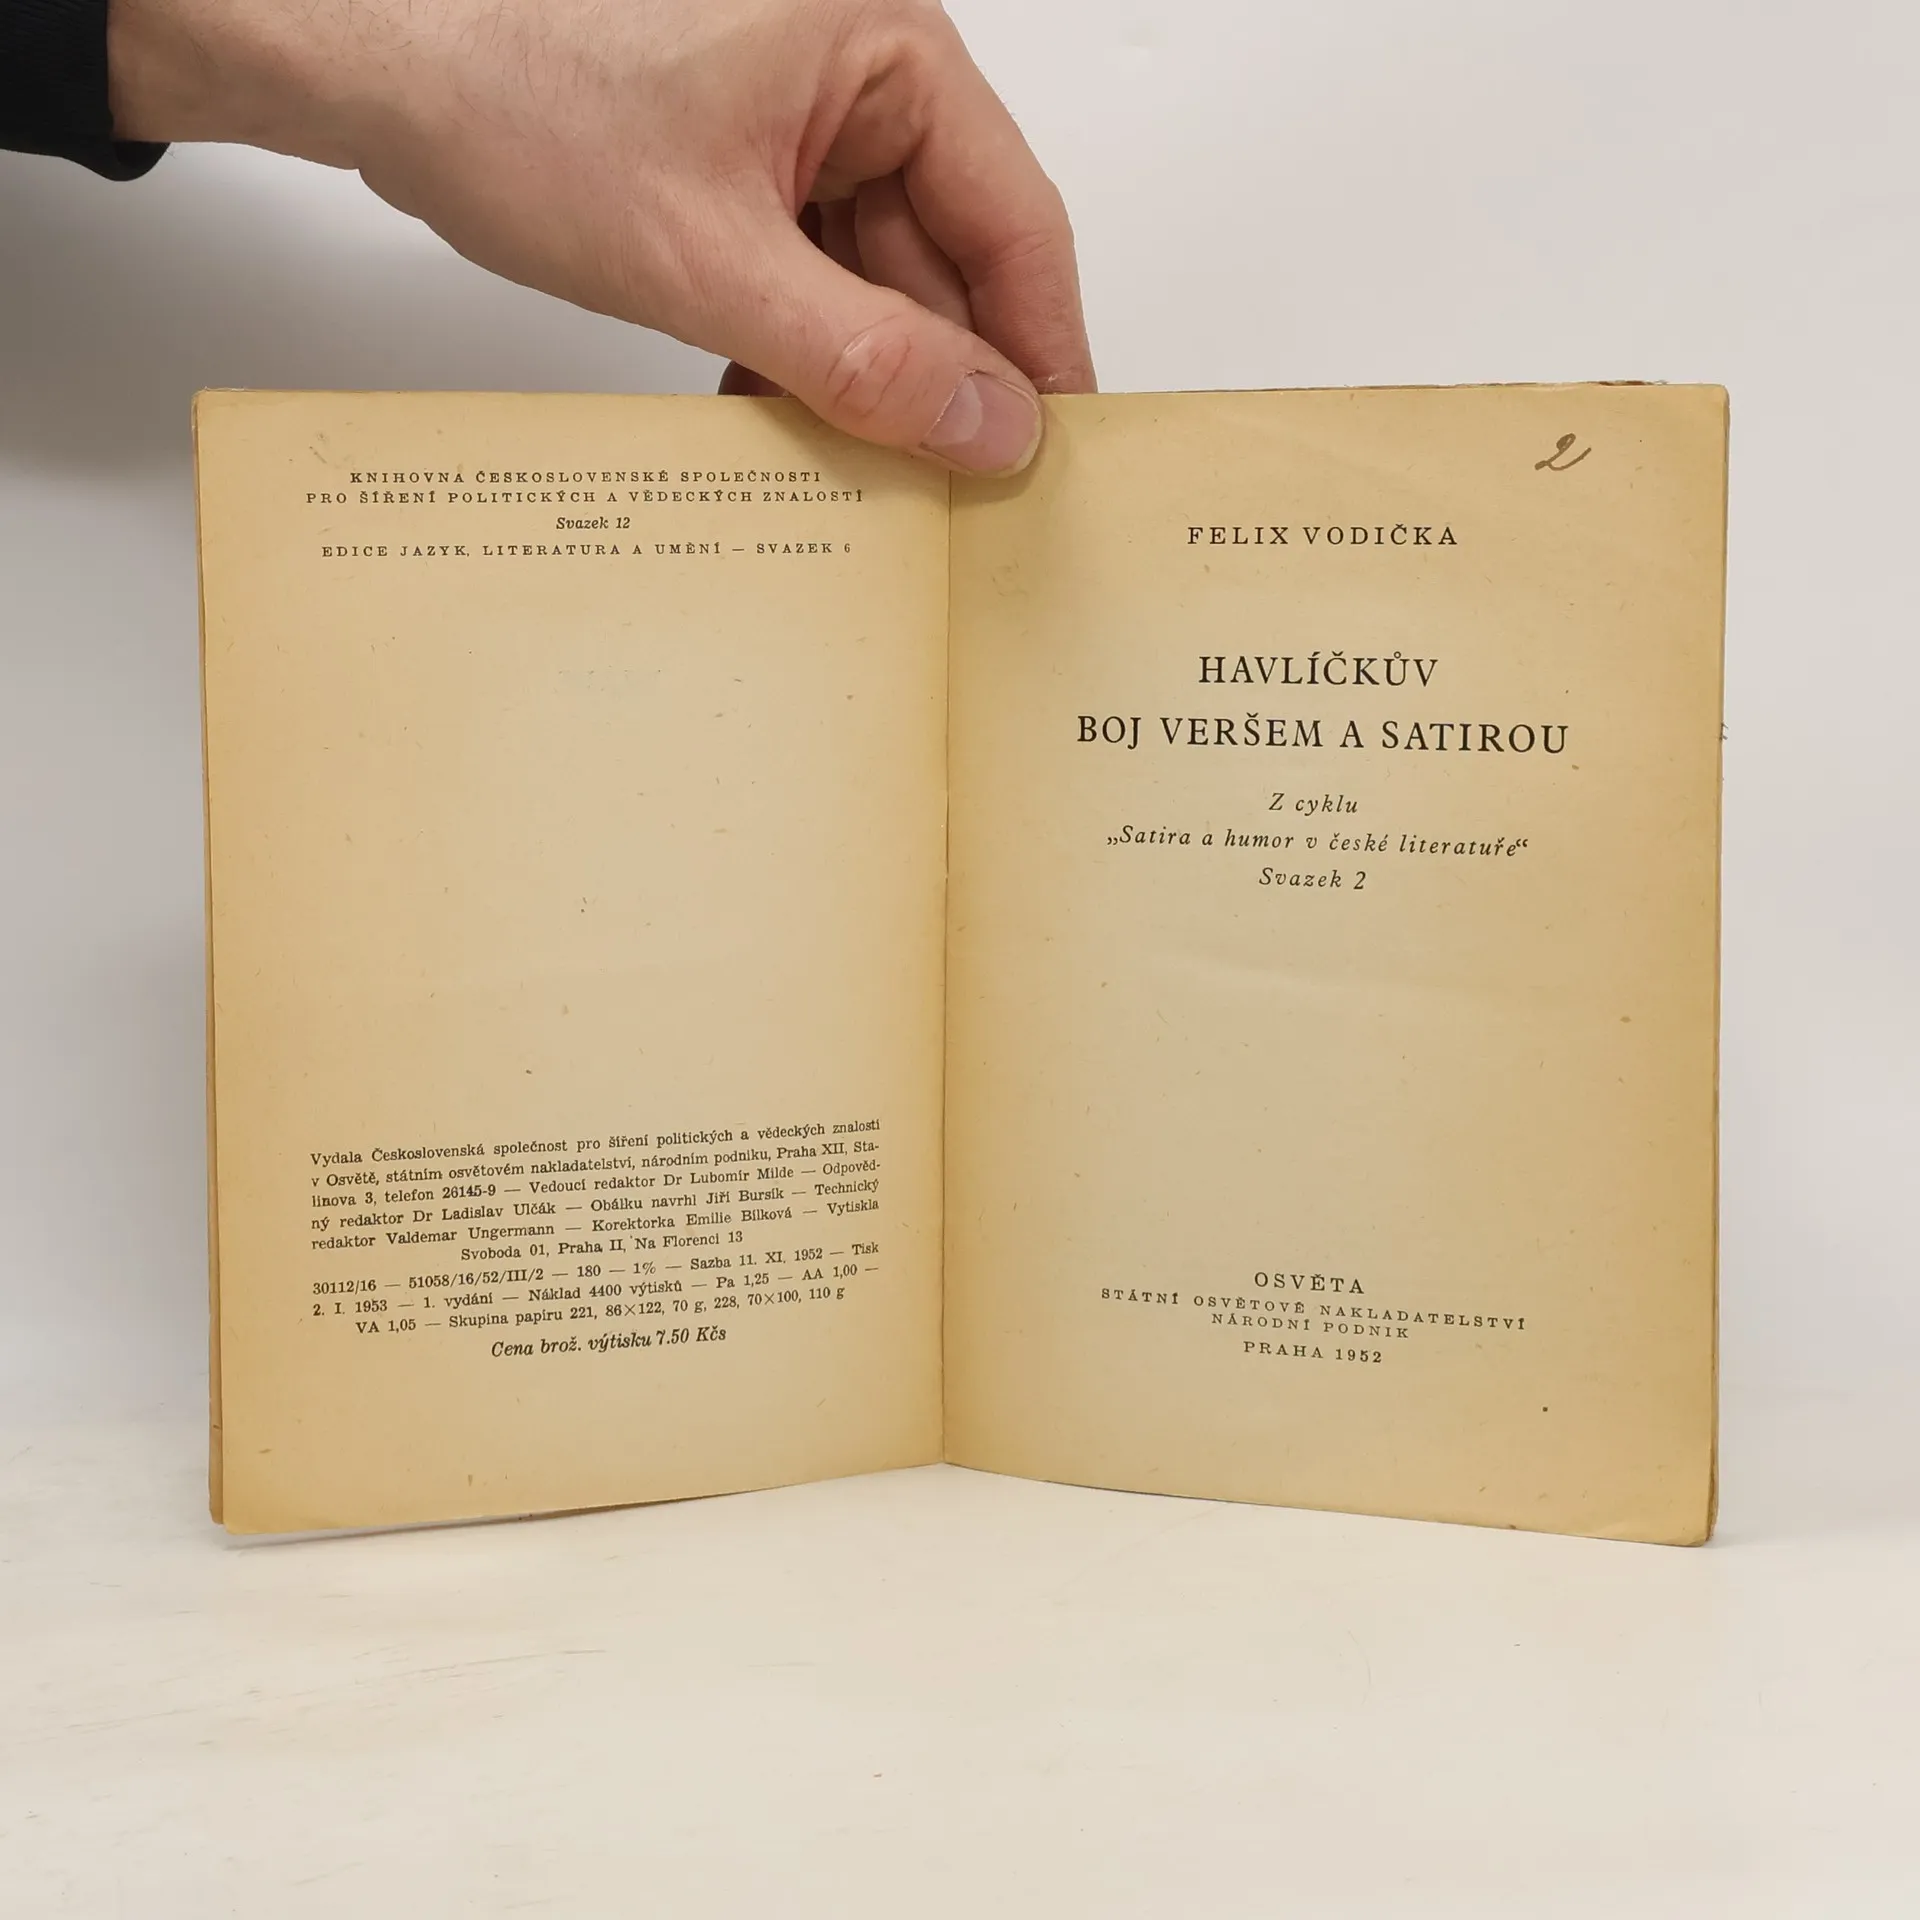 KNIHOVNA ČESKOSLOVENSKÉ SPOLEČNOSTI
PRO ŠÍŘENÍ POLITICKÝCH A VĚDECKÝCH ZNALOSTÍ
Svazek 12
EDICE JAZYK, LITERATURA A UMĚNÍ — SVAZEK 6
Vydala Československá společnost pro šíření politických a vědeckých znalostí
v Osvětě, státním osvětovém nakladatelství, národním podniku, Praha XII, Sta-
linova 3, telefon 26145-9 — Vedoucí redaktor Dr Lubomír Milde — Odpověd-
ný redaktor Dr Ladislav Ulčák — Obálku navrhl Jiří Bursík — Technický
redaktor Valdemar Ungermann — Korektorka Emilie Bílková — Vytiskla
Svoboda 01, Praha II, Na Florenci 13
30112/16 — 51058/16/52/III/2 — 180 — 1% — Sazba 11. XI. 1952 — Tisk
2. I. 1953 — 1. vydání — Náklad 4400 výtisků — Pa 1,25 — AA 1,00 —
VA 1,05 — Skupina papíru 221, 86×122, 70 g, 228, 70×100, 110 g
Cena brož. výtisku 7.50 Kčs
2
FELIX VODIČKA
HAVLÍČKŮV
BOJ VERŠEM A SATIROU
Z cyklu
„Satira a humor v české literatuře“
Svazek 2
OSVĚTA
STÁTNÍ OSVĚTOVÉ NAKLADATELSTVÍ
NÁRODNÍ PODNIK
PRAHA 1952